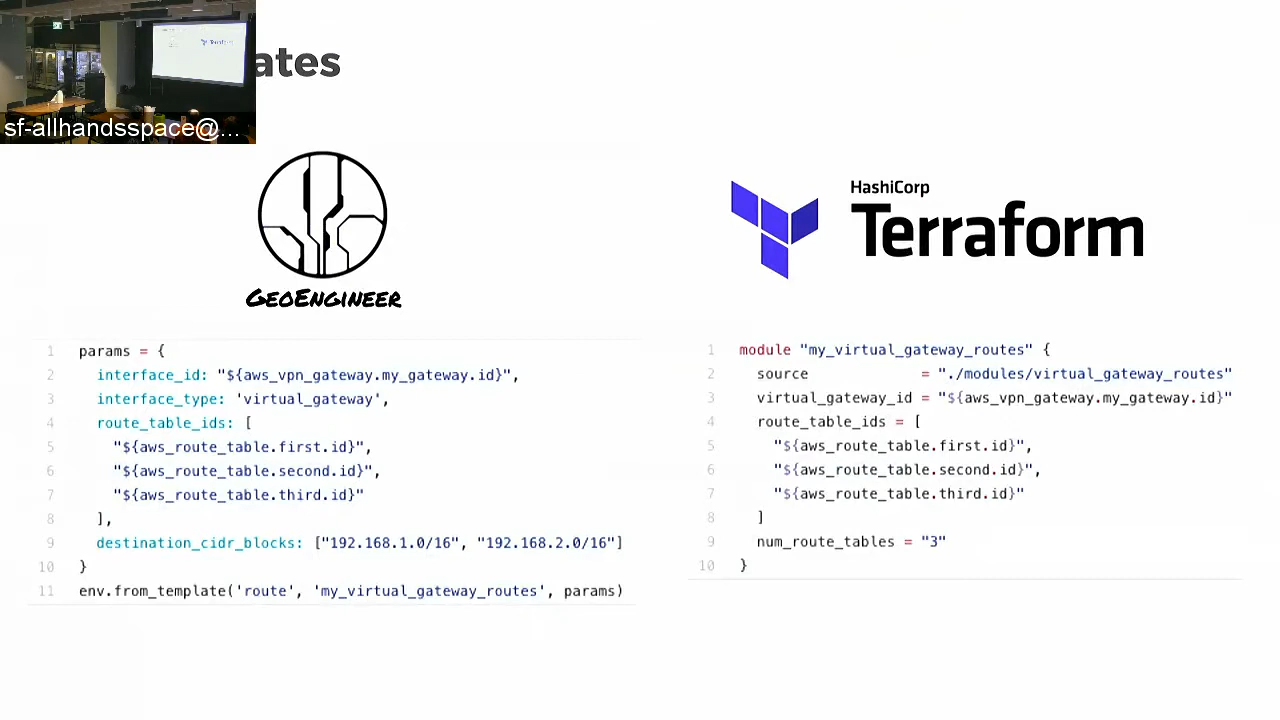 ates
sf-allhandsspace@...
GEOENGINEER
HashiCorp
Terraform
1 params = {
2 interface_id: "${aws_vpn_gateway.my_gateway.id}",
3 interface_type: 'virtual_gateway',
4 route_table_ids: [
5 "${aws_route_table.first.id}",
6 "${aws_route_table.second.id}",
7 "${aws_route_table.third.id}"
8 ],
9 destination_cidr_blocks: ["192.168.1.0/16", "192.168.2.0/16"]
10 }
11 env.from_template('route', 'my_virtual_gateway_routes', params)
1 module "my_virtual_gateway_routes" {
2 source = "./modules/virtual_gateway_routes"
3 virtual_gateway_id = "${aws_vpn_gateway.my_gateway.id}"
4 route_table_ids = [
5 "${aws_route_table.first.id}",
6 "${aws_route_table.second.id}",
7 "${aws_route_table.third.id}"
8 ]
9 num_route_tables = "3"
10 }